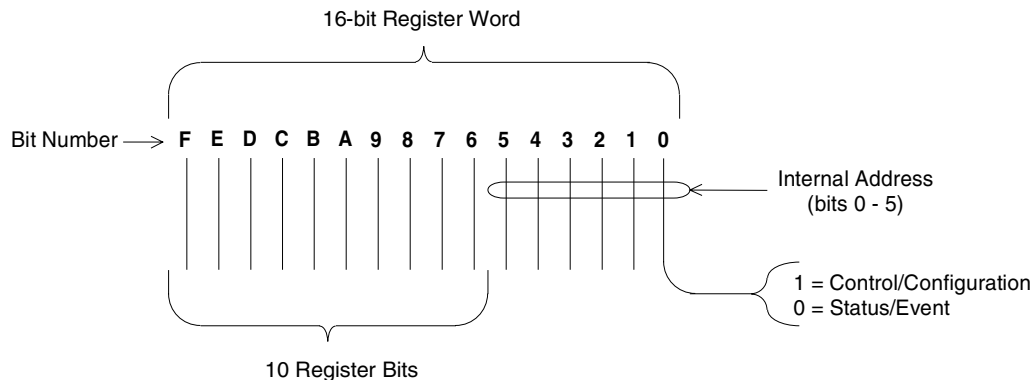 16-bit Register Word
Bit Number
F E D C B A 9 8 7 6 5 4 3 2 1 0
Internal Address
(bits 0 - 5)
1 = Control/Configuration
0 = Status/Event
10 Register Bits